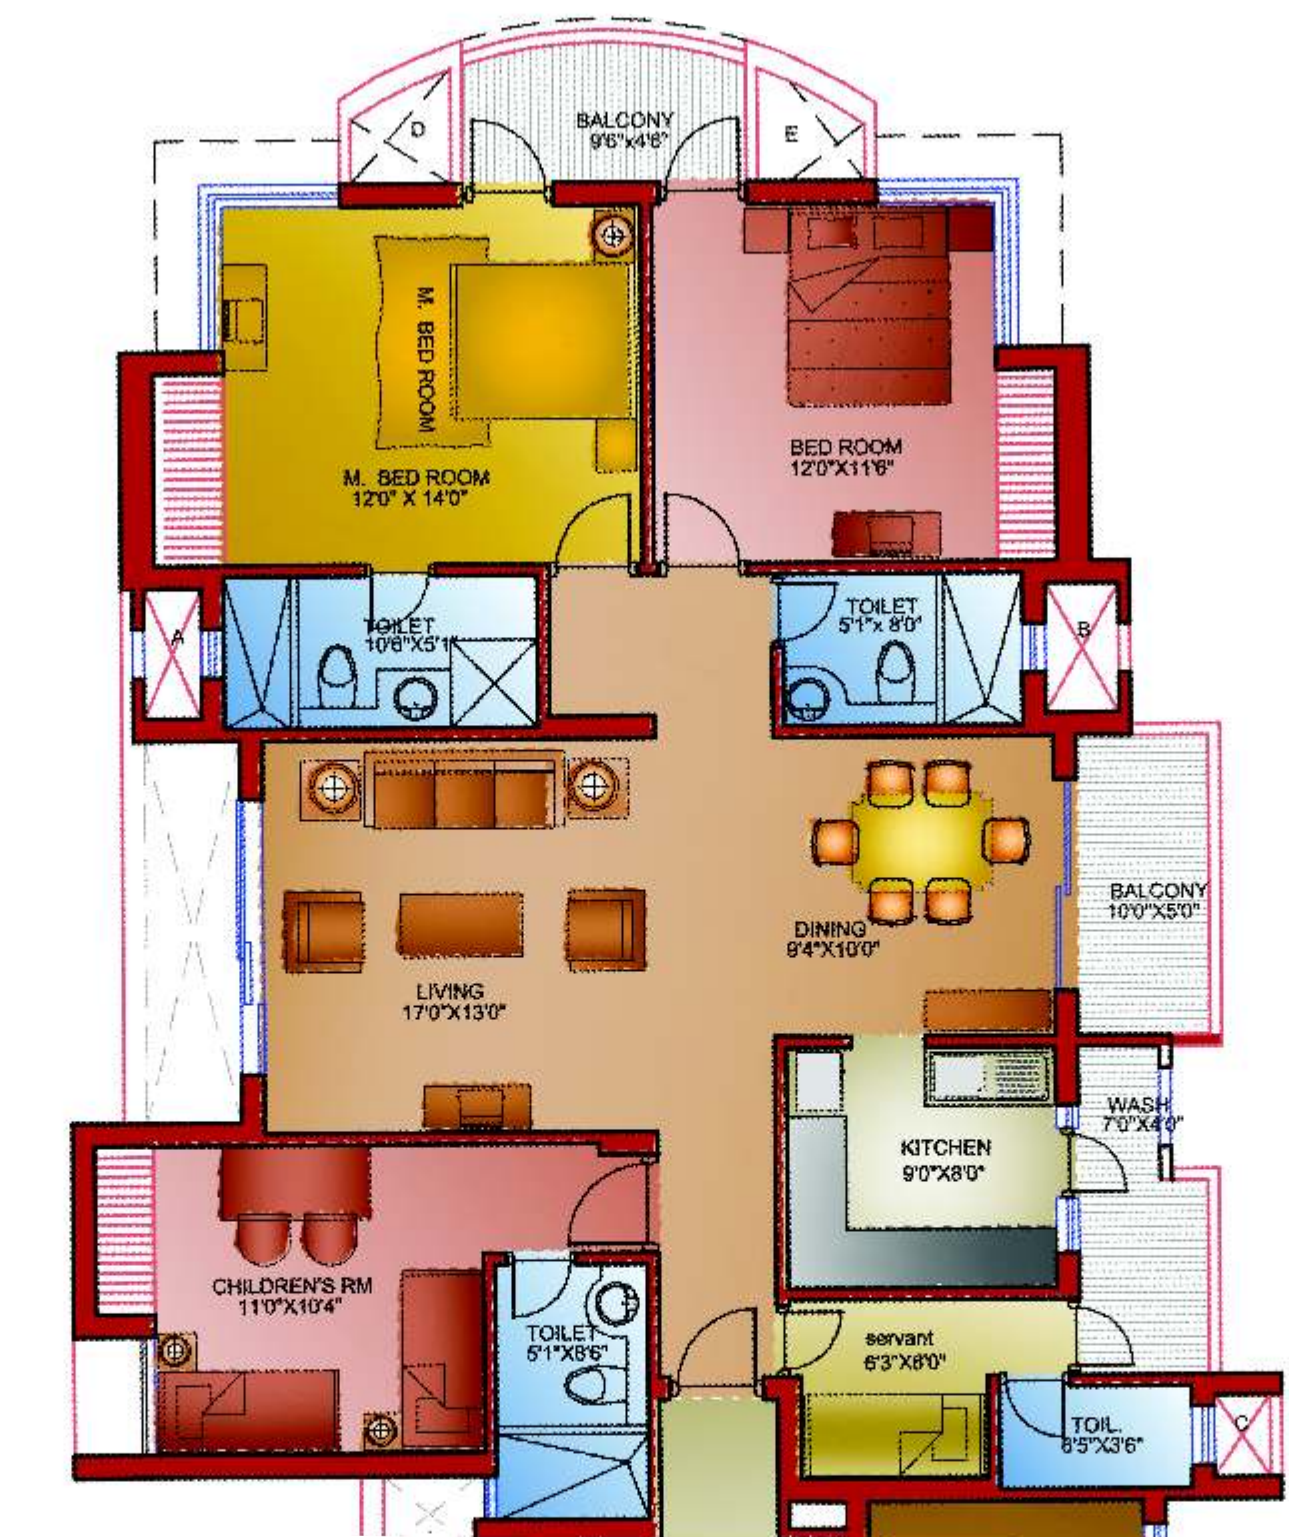 D
BALCONY
9'6"x4'6"
E
M. BED ROOM
M. BED ROOM
12'0" X 14'0"
BED ROOM
12'0"X11'6"
A
TOILET
10'6"X5'1"
TOILET
5'1"x 8'0"
B
LIVING
17'0"X13'0"
DINING
9'4"X10'0"
BALCONY
10'0"X5'0"
WASH
7'0"X4'0"
KITCHEN
9'0"X8'0"
CHILDREN'S RM
11'0"X10'4"
TOILET
5'1"X8'6"
servant
6'3"X6'0"
TOIL.
6'5"X3'6"
C